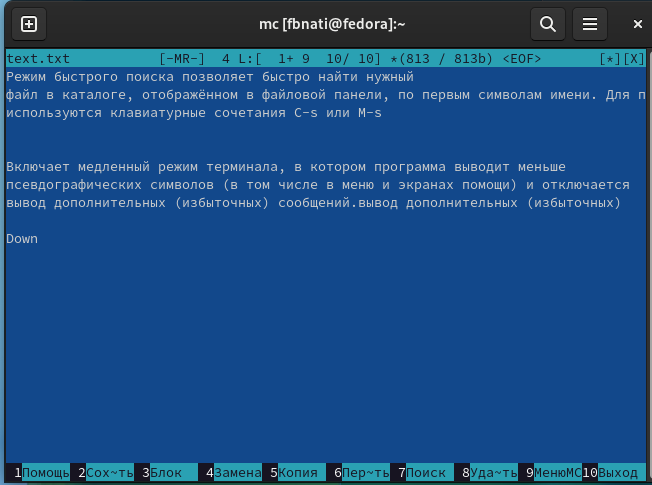 mc [fbnati@fedora]:~
text.txt [-MR-] 4 L:[ 1+ 9 10/ 10] *(813 / 813b) <EOF> [*][X]
Режим быстрого поиска позволяет быстро найти нужный
файл в каталоге, отображённом в файловой панели, по первым символам имени. Для п
используются клавиатурные сочетания C-s или M-s
Включает медленный режим терминала, в котором программа выводит меньше
псевдографических символов (в том числе в меню и экранах помощи) и отключается
вывод дополнительных (избыточных) сообщений.вывод дополнительных (избыточных)
Down
1Помощь 2Сох~ть 3Блок 4Замена 5Копия 6Пер~ть 7Поиск 8Уда~ть 9МенюMC 10Выход